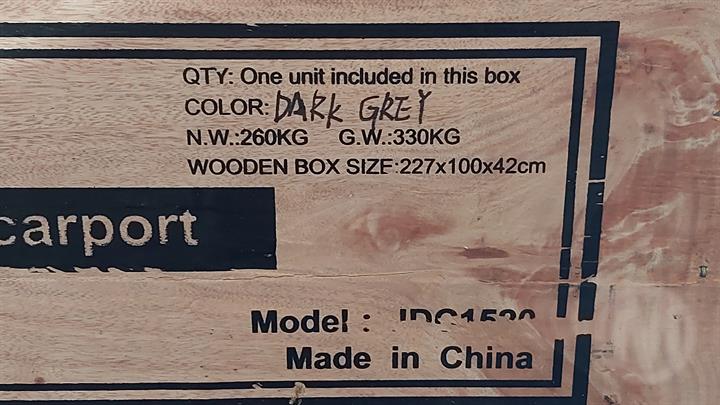 QTY: One unit included in this box
COLOR: DARK GREY
N.W.:260KG G.W.:330KG
WOODEN BOX SIZE:227x100x42cm
carport
Model :
Made in China